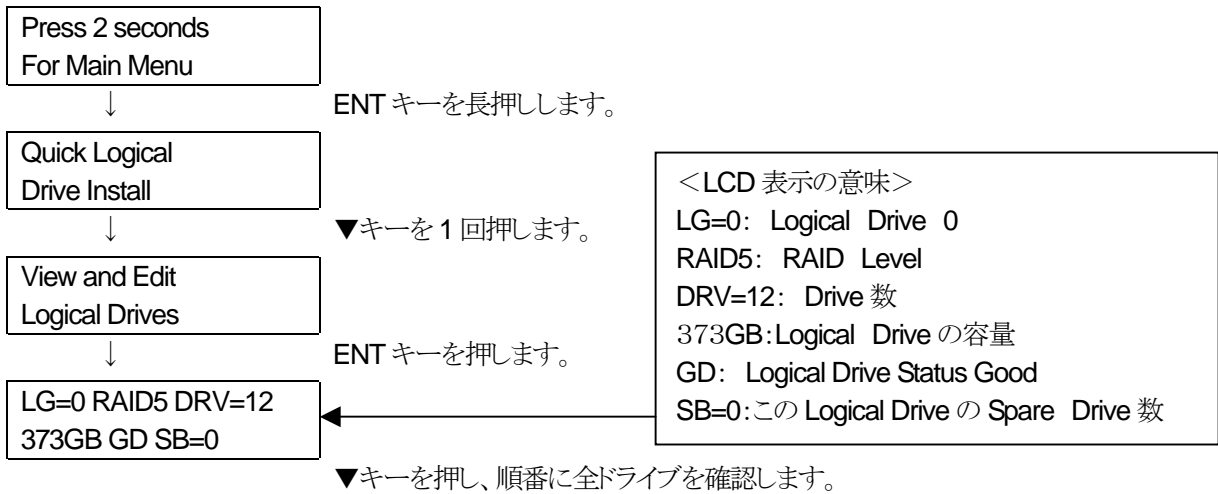 Press 2 seconds
For Main Menu
↓
ENT キーを長押しします。
Quick Logical
Drive Install
↓
▼キーを 1 回押します。
View and Edit
Logical Drives
↓
ENT キーを押します。
LG=0 RAID5 DRV=12
373GB GD SB=0
▼キーを押し、順番に全ドライブを確認します。
＜LCD 表示の意味＞
LG=0： Logical Drive 0
RAID5： RAID Level
DRV=12： Drive 数
373GB：Logical Drive の容量
GD： Logical Drive Status Good
SB=0：この Logical Drive の Spare Drive 数